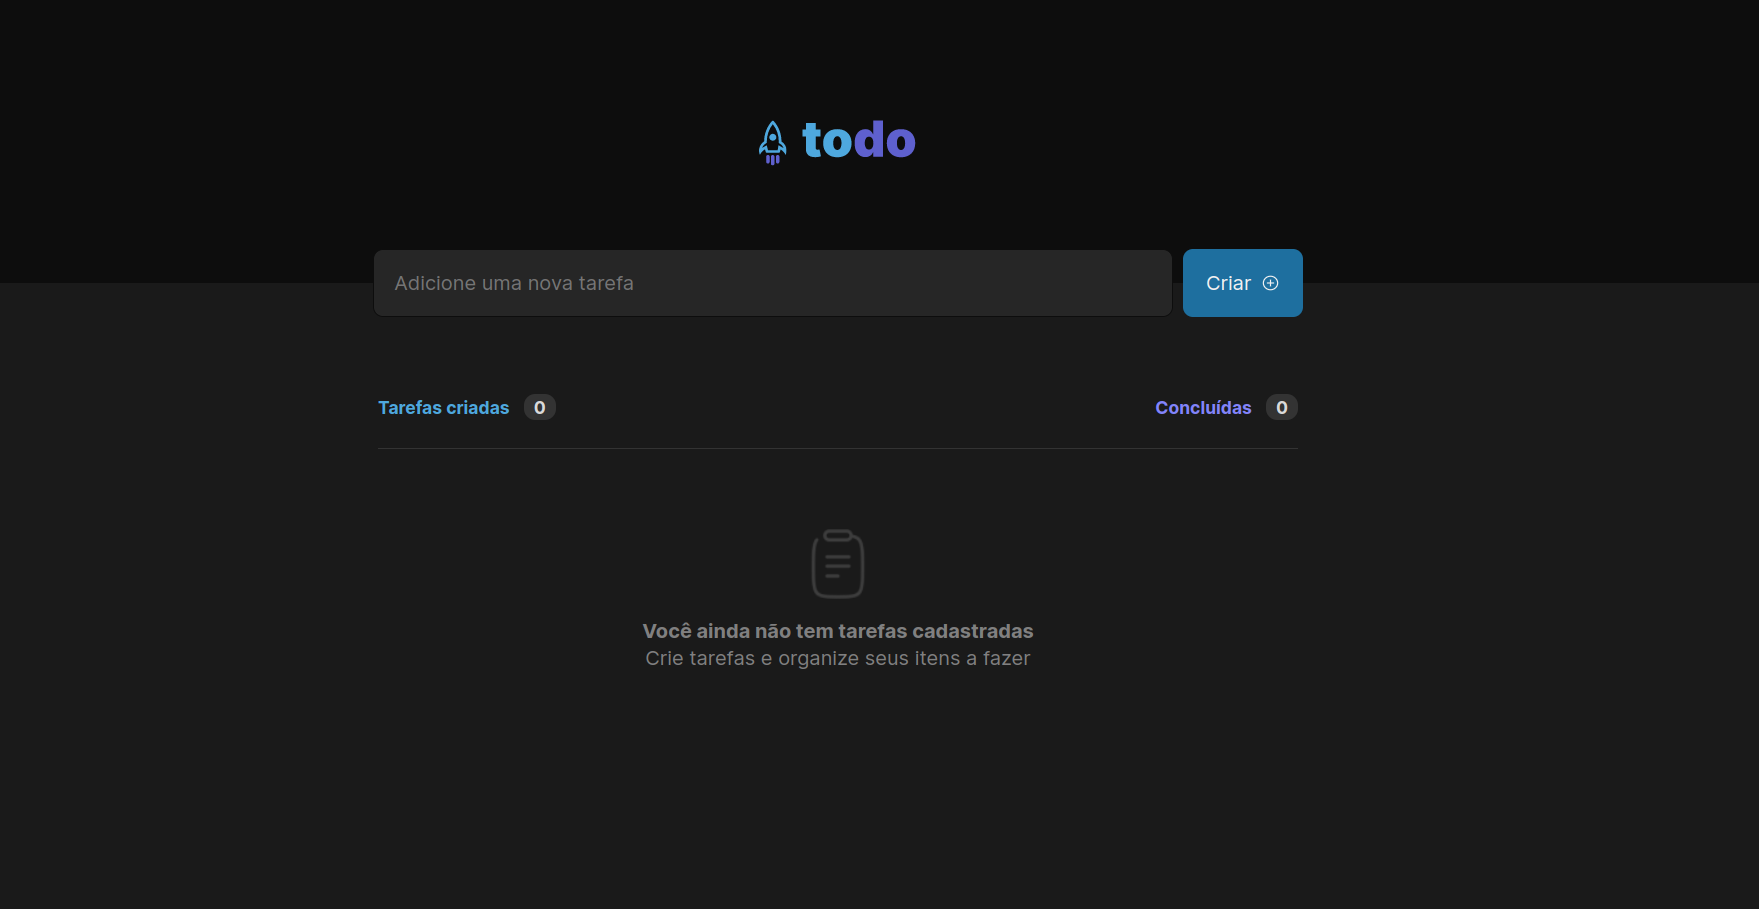 todo
Adicione uma nova tarefa
Criar
Tarefas criadas 0
Concluídas 0
Você ainda não tem tarefas cadastradas
Crie tarefas e organize seus itens a fazer